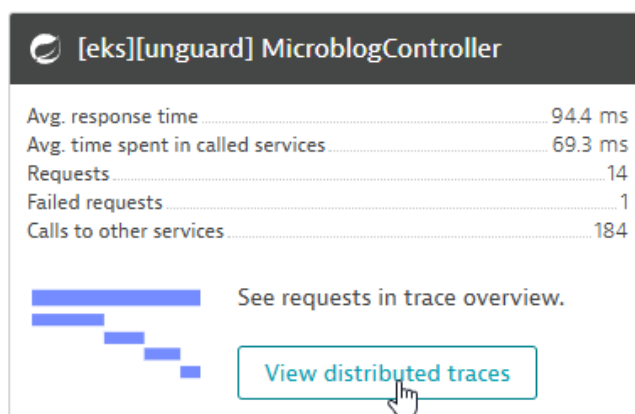 [eks][unguard] MicroblogController
Avg. response time 94.4 ms
Avg. time spent in called services 69.3 ms
Requests 14
Failed requests 1
Calls to other services 184
See requests in trace overview.
View distributed traces